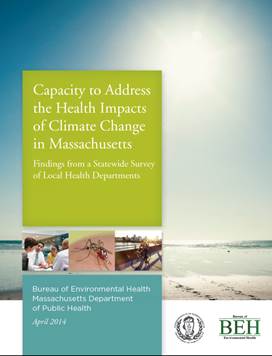 Capacity to Address
the Health Impacts
of Climate Change
in Massachusetts
Findings from a Statewide Survey
of Local Health Departments
Bureau of Environmental Health
Massachusetts Department
of Public Health
April 2014
Bureau of
BEH
Environmental Health